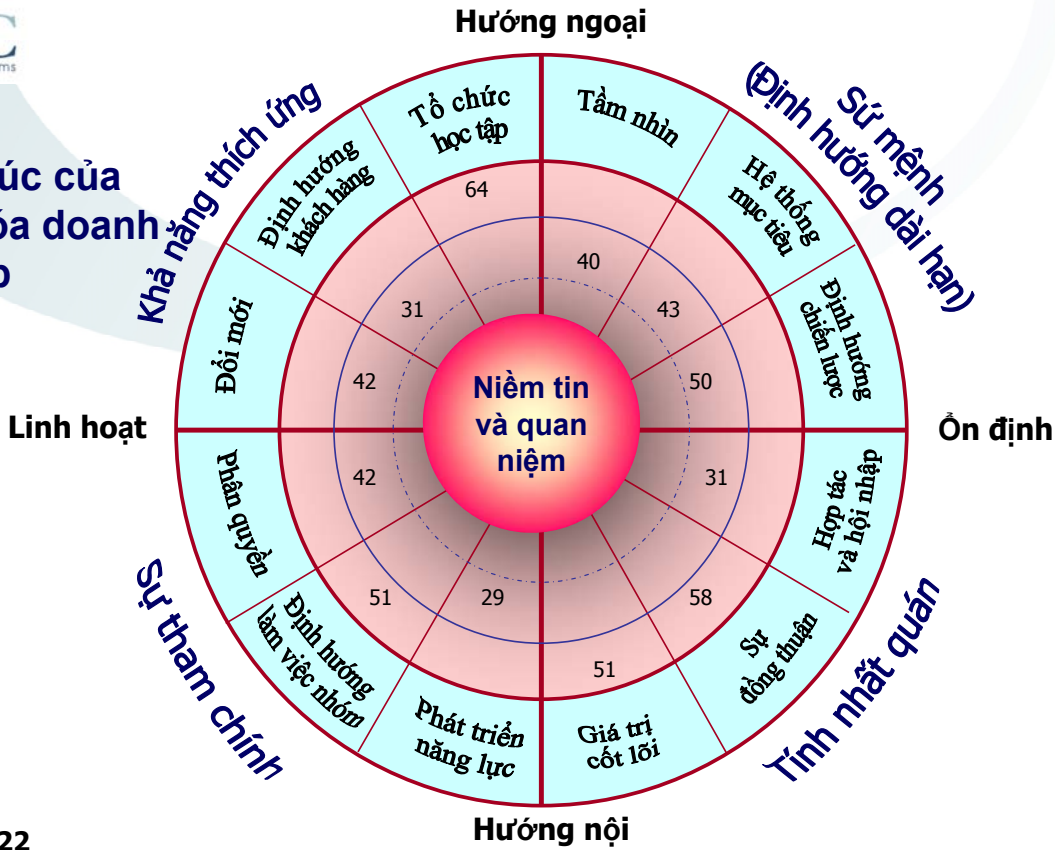 Hướng ngoại
C
ms
úc của
óa doanh
p
Khả năng thích ứng
Sứ mệnh
(Định hướng dài hạn)
Tổ chức
học tập
Tầm nhìn
Định hướng
khách hàng
Hệ thống
mục tiêu
Đổi mới
Định hướng
chiến lược
64
40
31
43
42
50
Linh hoạt
Niềm tin
và quan
niệm
Ổn định
42
31
51
29
58
51
Phân quyền
Hợp tác
và hội nhập
Định hướng
làm việc nhóm
Sự
đồng thuận
Phát triển
năng lực
Giá trị
cốt lõi
Sự tham chính
Tính nhất quán
Hướng nội
22